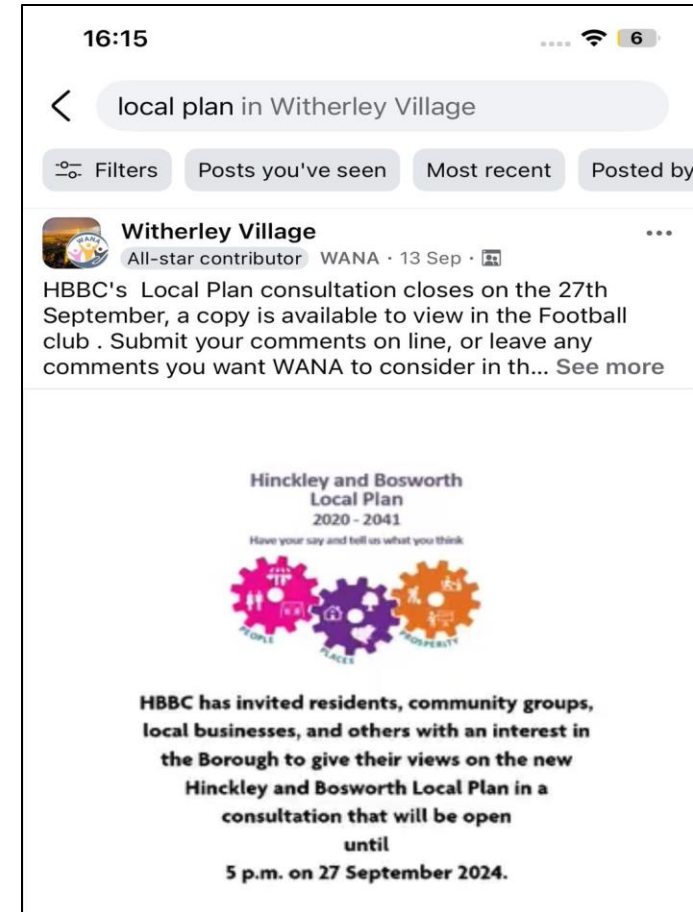 16:15
6
local plan in Witherley Village
Filters
Posts you've seen
Most recent
Posted by
WANA
Witherley Village
All-star contributor WANA · 13 Sep ·
HBBC's Local Plan consultation closes on the 27th
September, a copy is available to view in the Football
club . Submit your comments on line, or leave any
comments you want WANA to consider in th... See more
Hinckley and Bosworth
Local Plan
2020 - 2041
Have your say and tell us what you think
PEOPLE
PLACES
PROSPERITY
HBBC has invited residents, community groups,
local businesses, and others with an interest in
the Borough to give their views on the new
Hinckley and Bosworth Local Plan in a
consultation that will be open
until
5 p.m. on 27 September 2024.